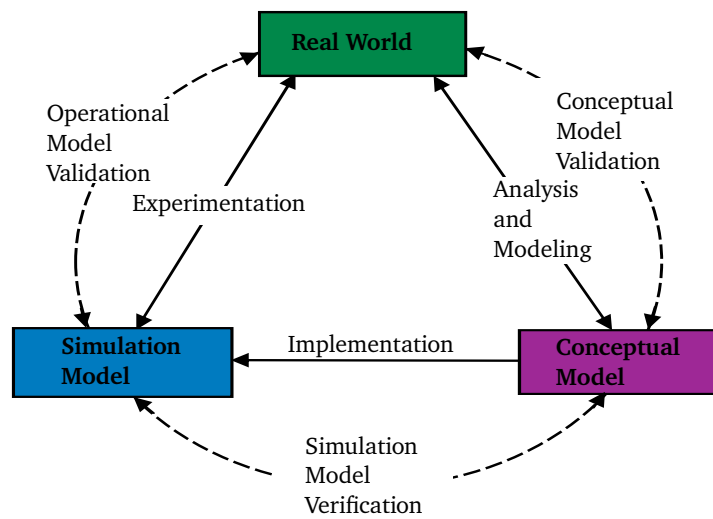 Real World
Operational
Model
Validation
Conceptual
Model
Validation
Experimentation
Analysis
and
Modeling
Simulation
Model
Implementation
Conceptual
Model
Simulation
Model
Verification